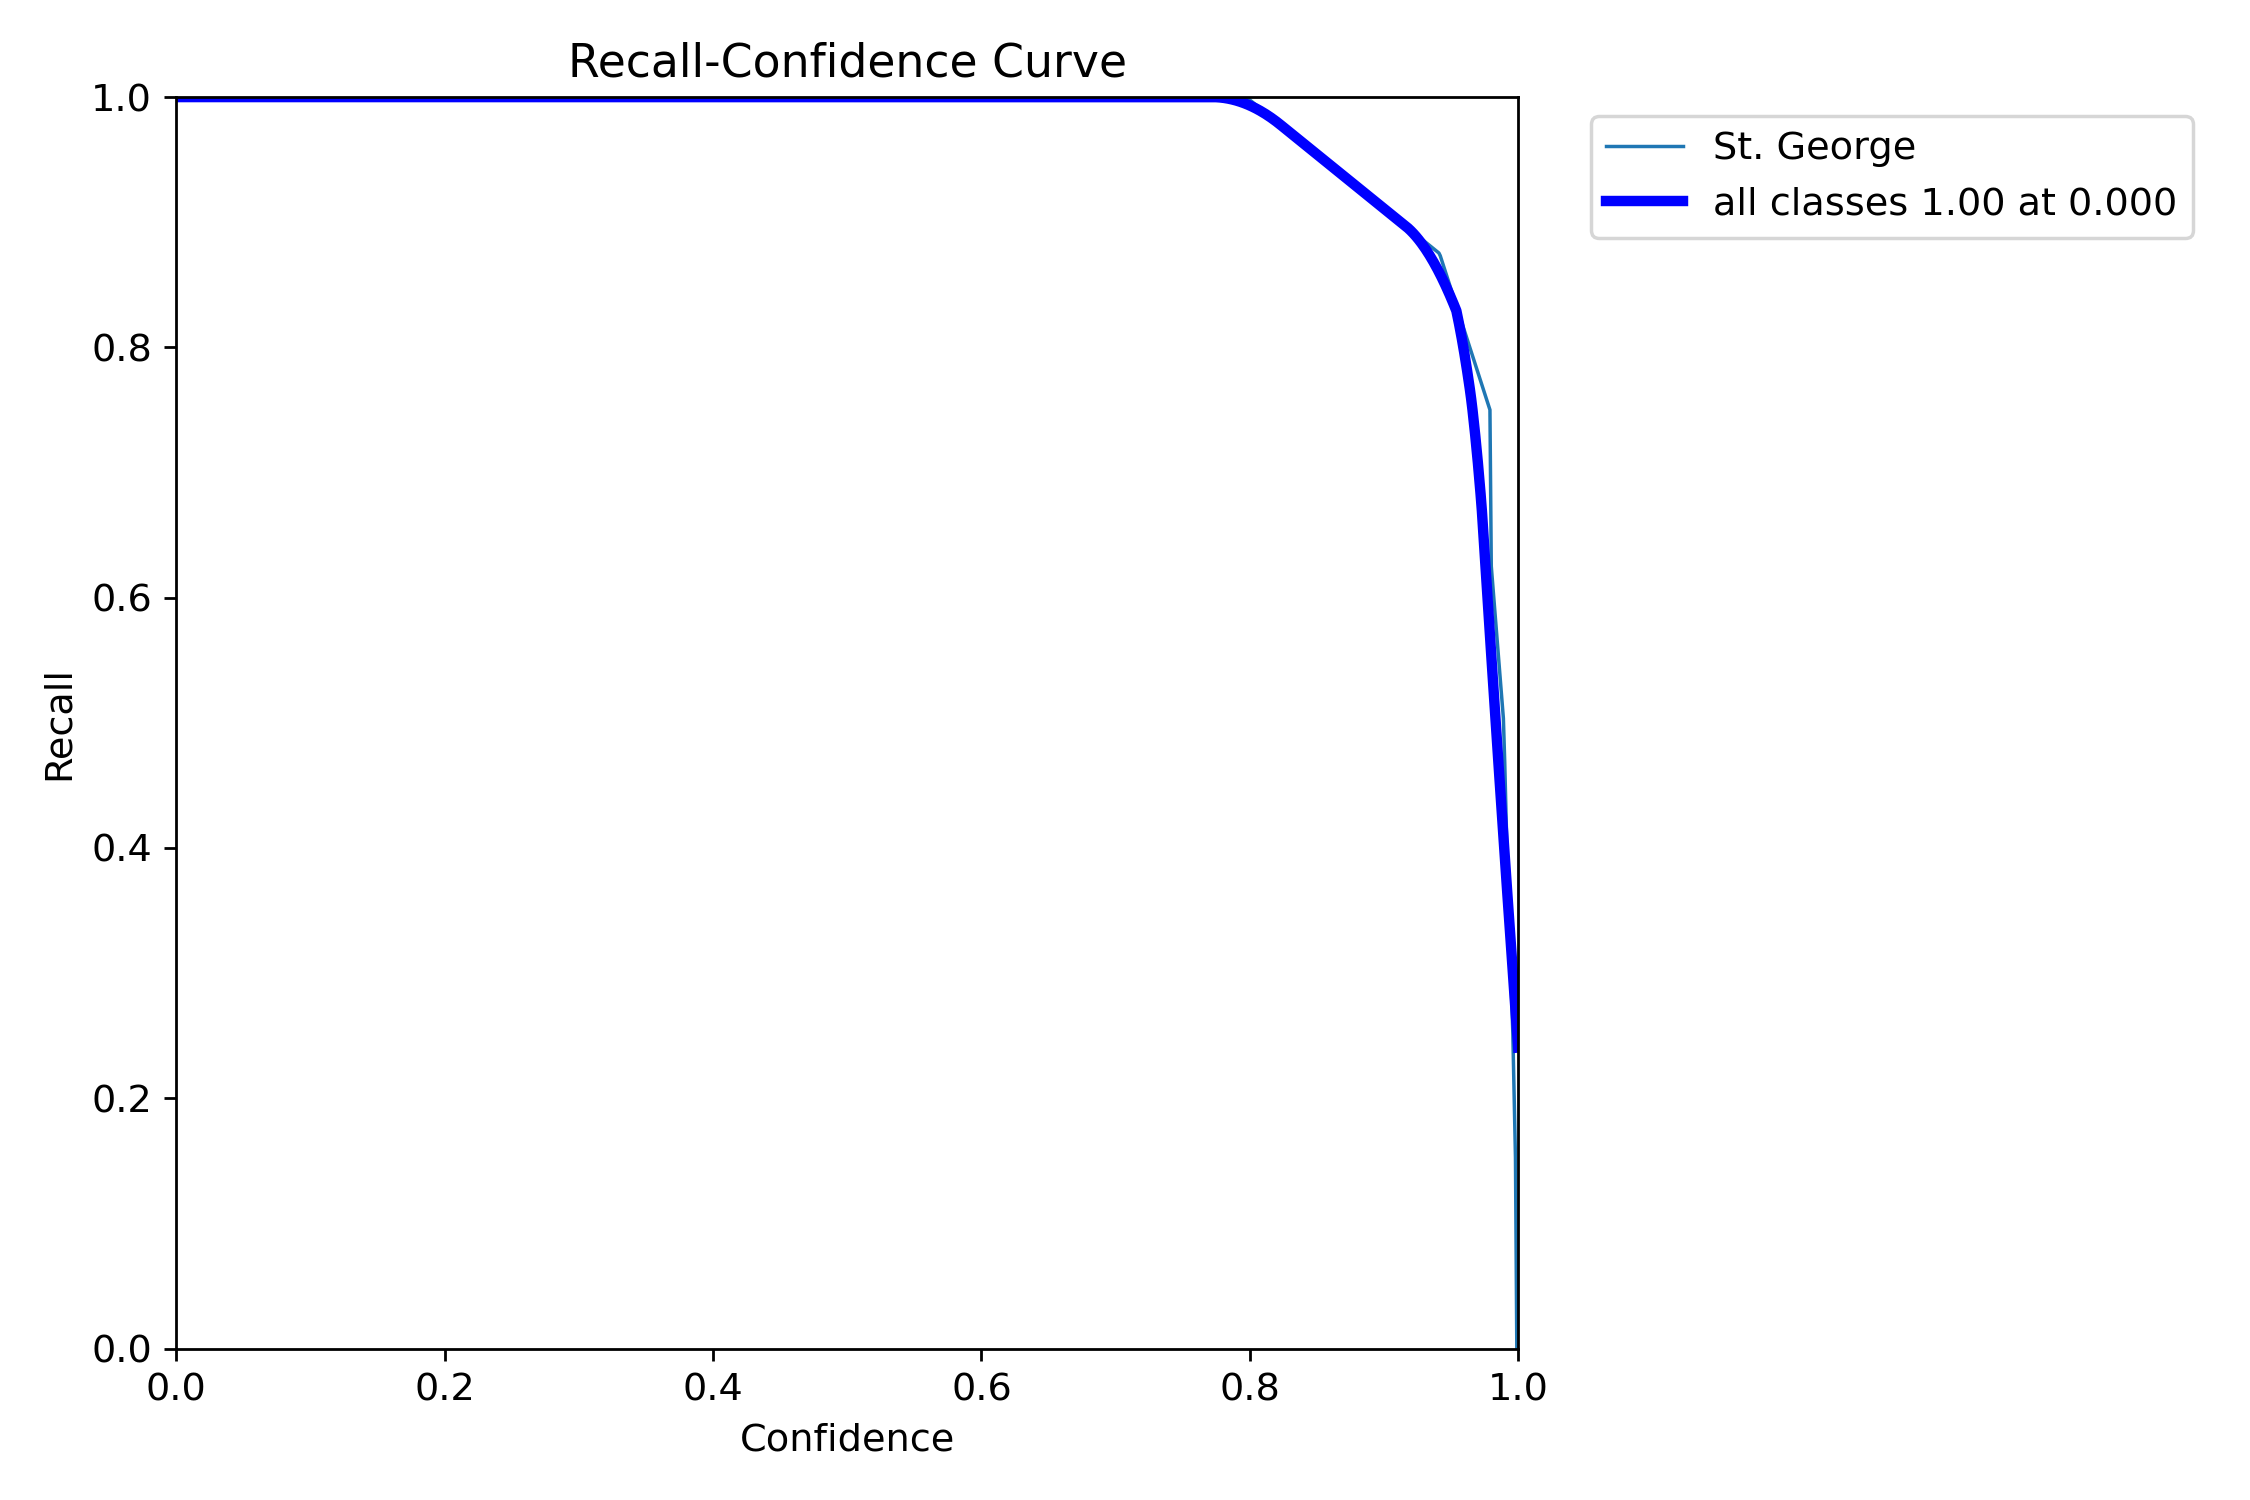 Recall-Confidence Curve
1.0
0.8
0.6
0.4
0.2
0.0
Recall
0.0 0.2 0.4 0.6 0.8 1.0
Confidence
St. George
all classes 1.00 at 0.000